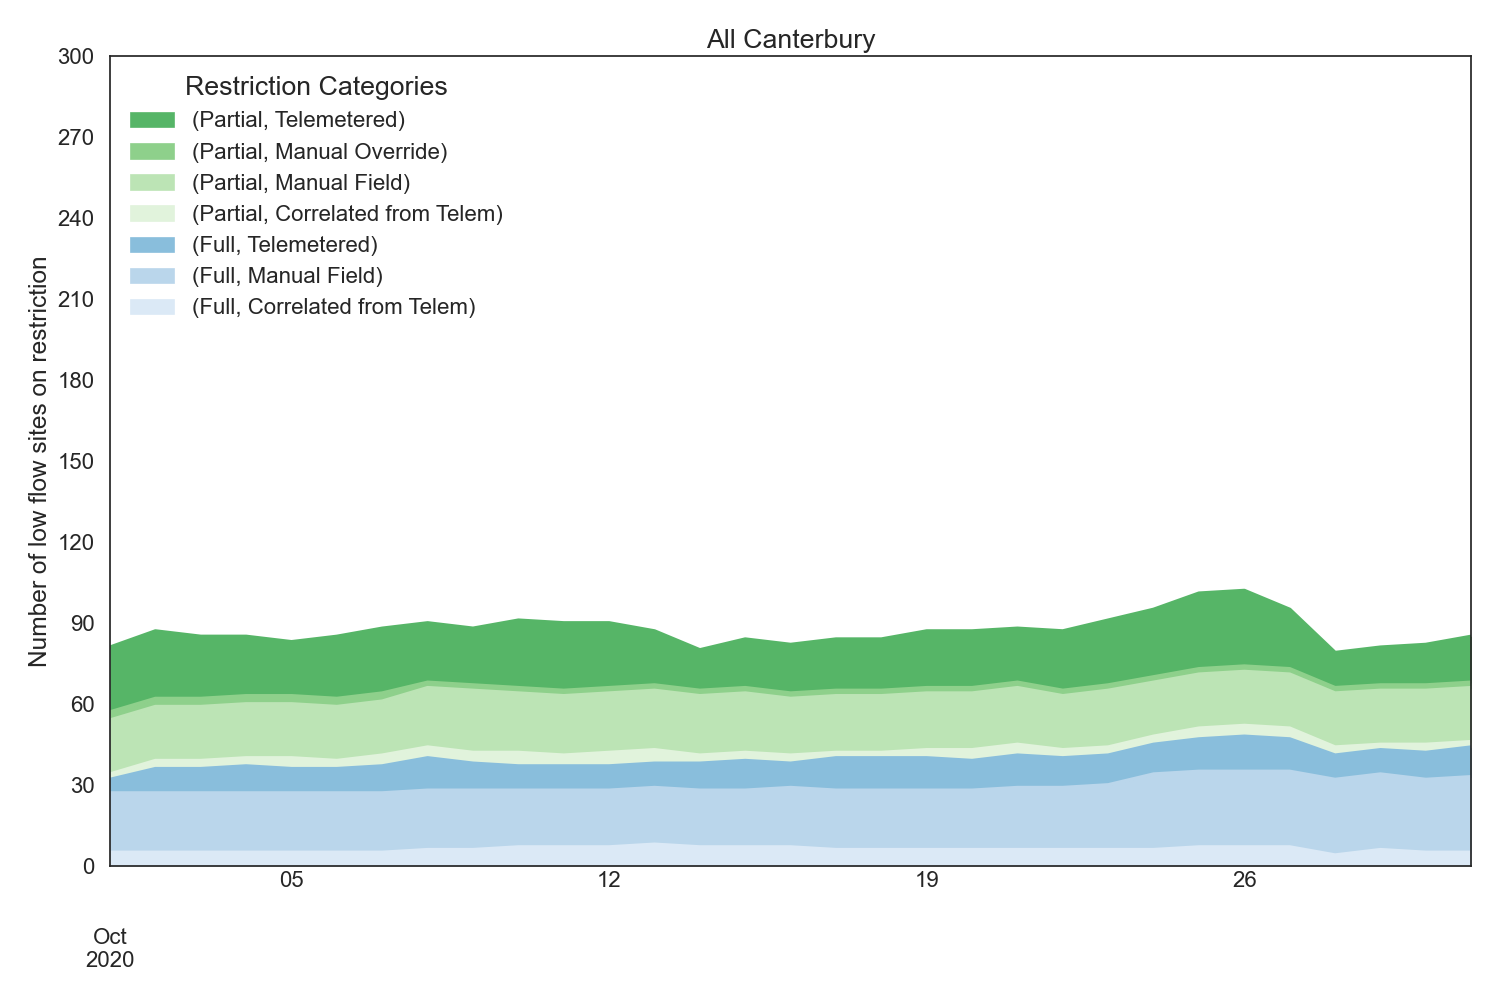 All Canterbury
Number of low flow sites on restriction
300
270
240
210
180
150
120
90
60
30
0
Restriction Categories
(Partial, Telemetered)
(Partial, Manual Override)
(Partial, Manual Field)
(Partial, Correlated from Telem)
(Full, Telemetered)
(Full, Manual Field)
(Full, Correlated from Telem)
05 12 19 26
Oct
2020